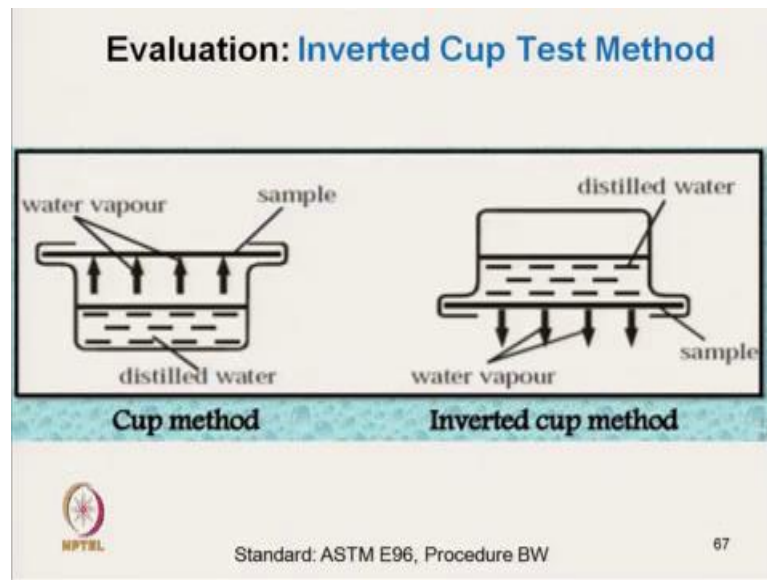 Evaluation: Inverted Cup Test Method
water vapour
sample
distilled water
Cup method
distilled water
sample
water vapour
Inverted cup method
NPTEL
Standard: ASTM E96, Procedure BW
67